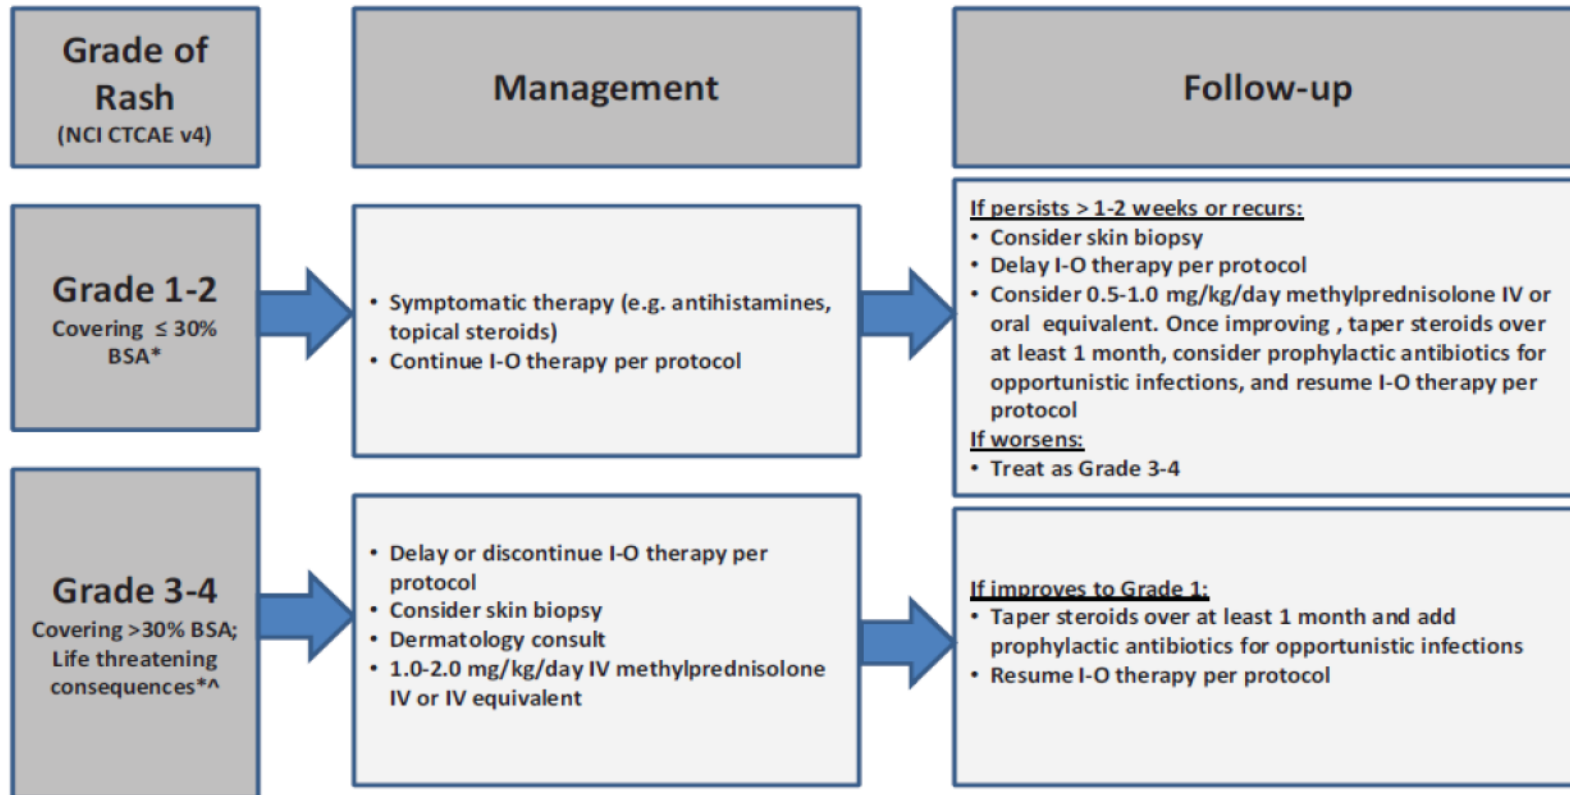 Grade of
Rash
(NCI CTCAE v4)
Management
Follow-up
Grade 1-2
Covering ≤ 30%
BSA*
• Symptomatic therapy (e.g. antihistamines,
topical steroids)
• Continue I-O therapy per protocol
If persists > 1-2 weeks or recurs:
• Consider skin biopsy
• Delay I-O therapy per protocol
• Consider 0.5-1.0 mg/kg/day methylprednisolone IV or
oral equivalent. Once improving , taper steroids over
at least 1 month, consider prophylactic antibiotics for
opportunistic infections, and resume I-O therapy per
protocol
If worsens:
• Treat as Grade 3-4
Grade 3-4
Covering >30% BSA;
Life threatening
consequences*^
• Delay or discontinue I-O therapy per
protocol
• Consider skin biopsy
• Dermatology consult
• 1.0-2.0 mg/kg/day IV methylprednisolone
IV or IV equivalent
If improves to Grade 1:
• Taper steroids over at least 1 month and add
prophylactic antibiotics for opportunistic infections
• Resume I-O therapy per protocol